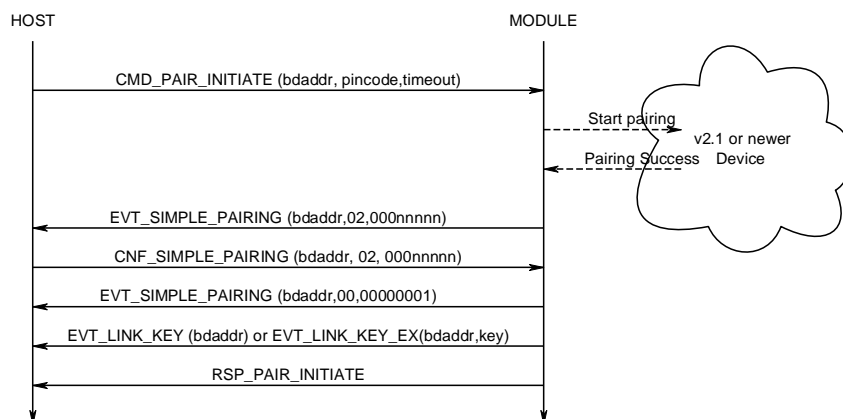 HOST
MODULE
CMD_PAIR_INITIATE (bdaddr, pincode,timeout)
Start pairing
v2.1 or newer
Device
Pairing Success
EVT_SIMPLE_PAIRING (bdaddr,02,000nnnnn)
CNF_SIMPLE_PAIRING (bdaddr, 02, 000nnnnn)
EVT_SIMPLE_PAIRING (bdaddr,00,00000001)
EVT_LINK_KEY (bdaddr) or EVT_LINK_KEY_EX(bdaddr,key)
RSP_PAIR_INITIATE